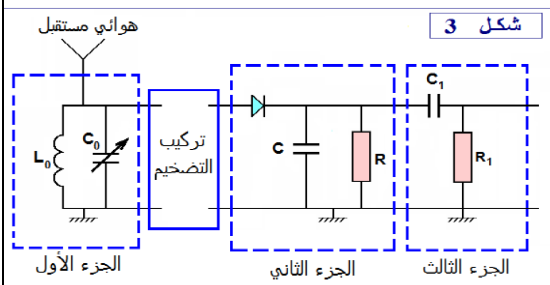 شكل 3
هوائي مستقبل
C₁
C₀
L₀
تركيب
التضخيم
C
R
R₁
الجزء الأول
الجزء الثاني
الجزء الثالث